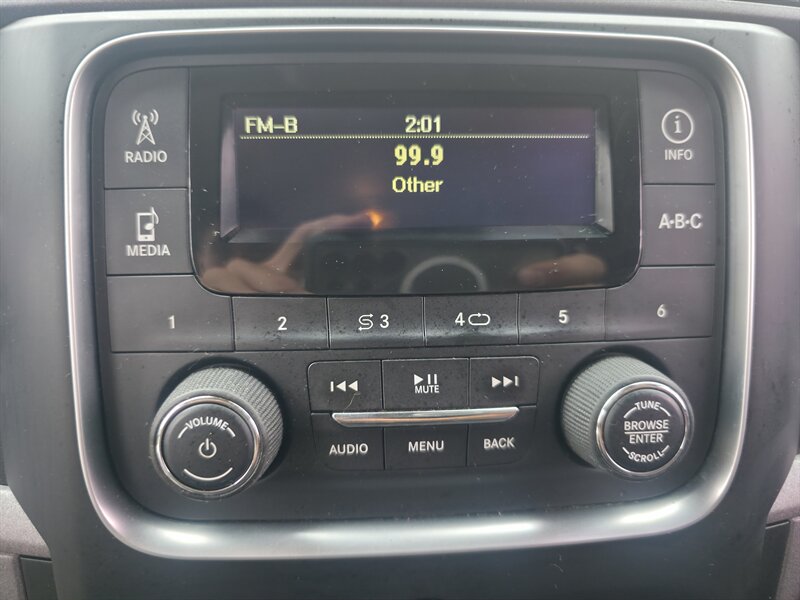 FM-B 2:01
99.9
Other
RADIO
INFO
MEDIA
A·B·C
1 2 3 4 5 6
MUTE
VOLUME
AUDIO MENU BACK
TUNE
BROWSE
ENTER
SCROLL